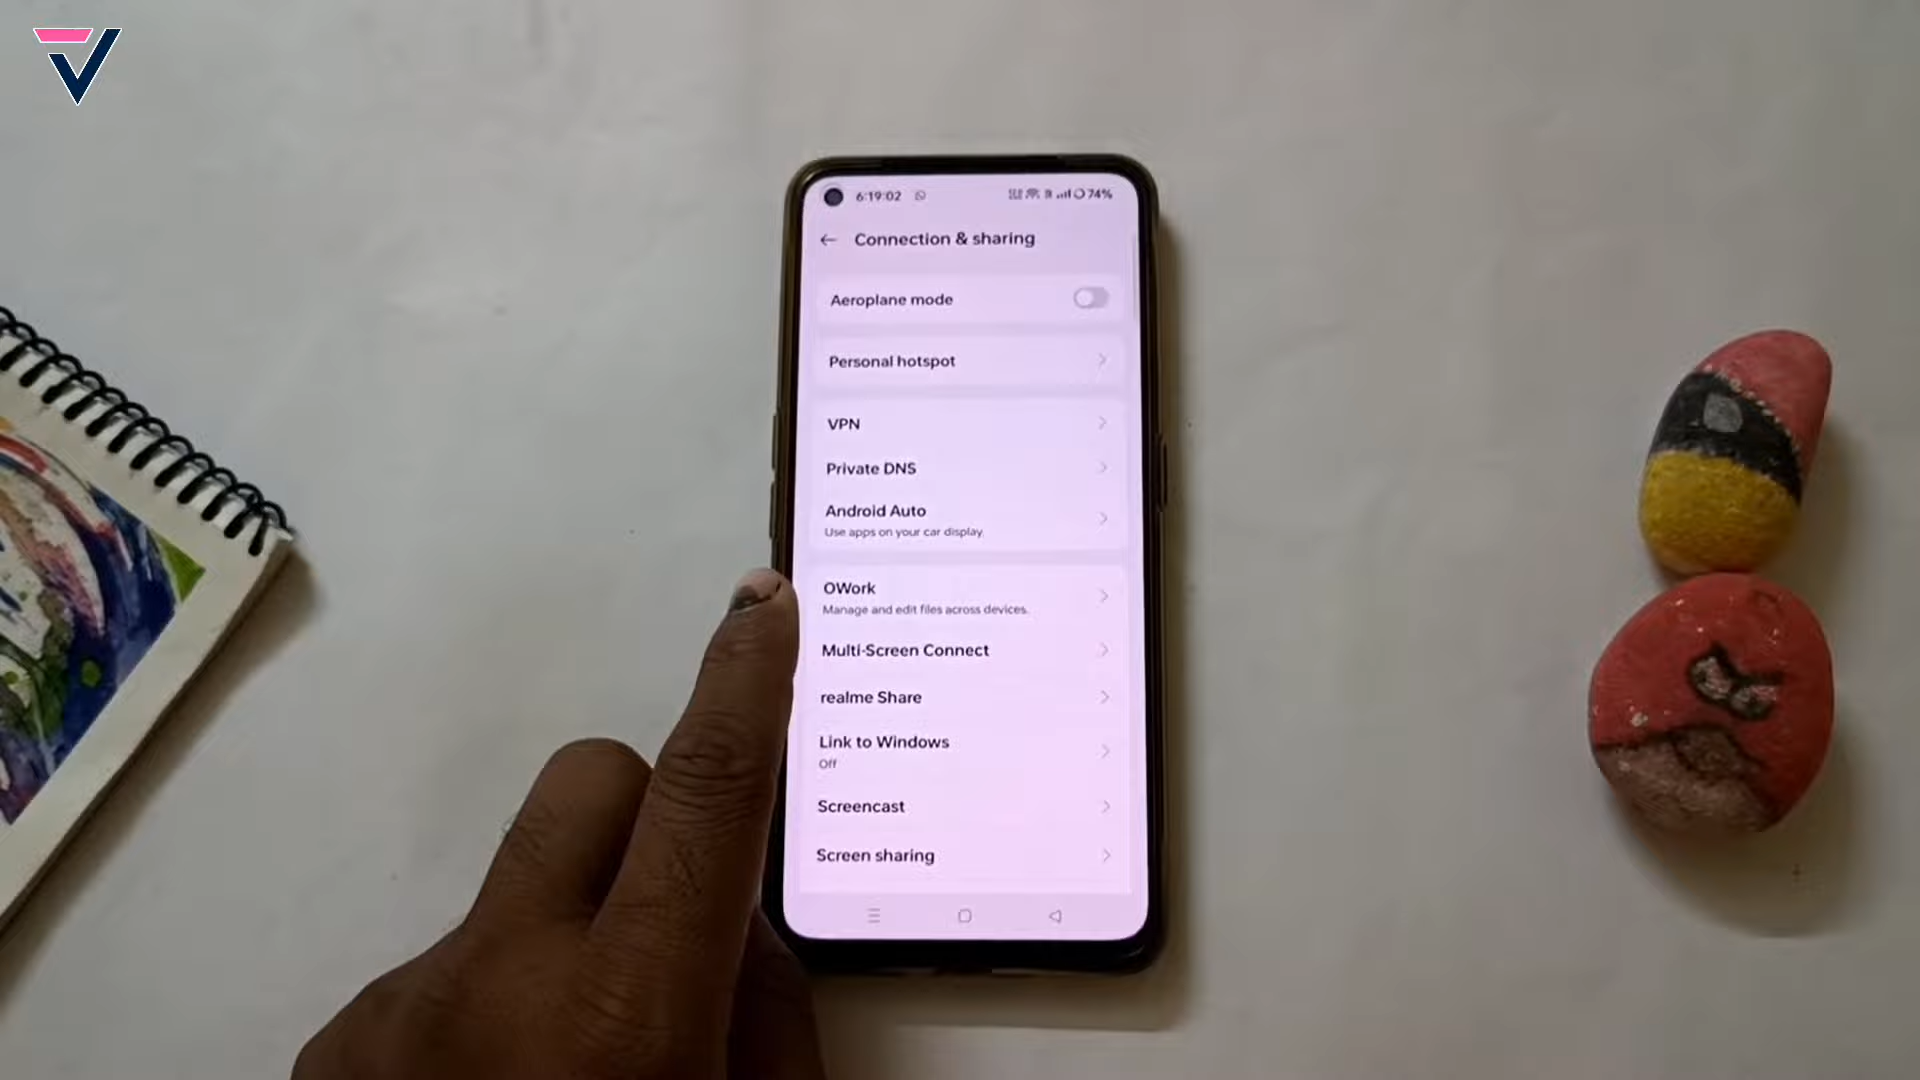 6:19:02 74%
Connection & sharing
Aeroplane mode
Personal hotspot
VPN
Private DNS
Android Auto
Use apps on your car display.
OWork
Manage and edit files across devices.
Multi-Screen Connect
realme Share
Link to Windows
Off
Screencast
Screen sharing